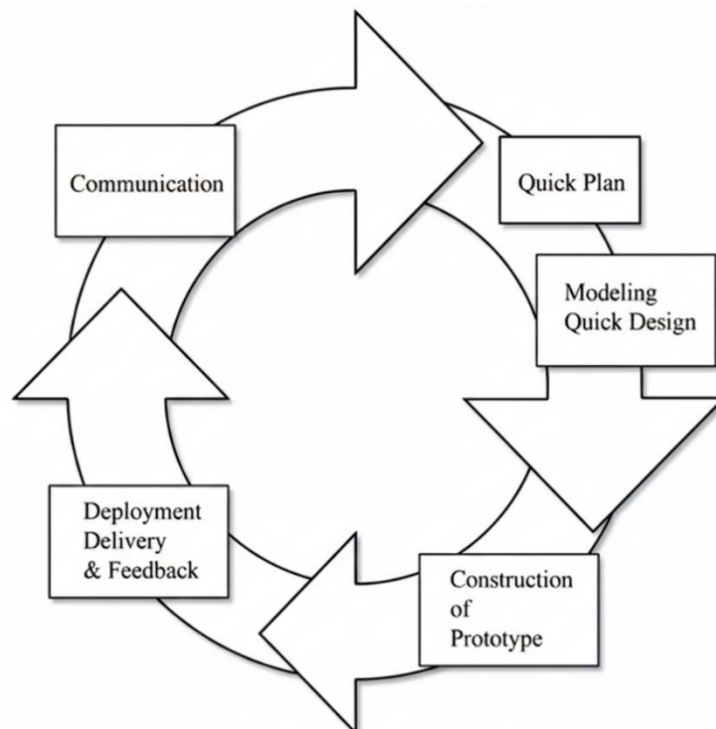 Communication
Quick Plan
Modeling
Quick Design
Construction
of
Prototype
Deployment
Delivery
& Feedback